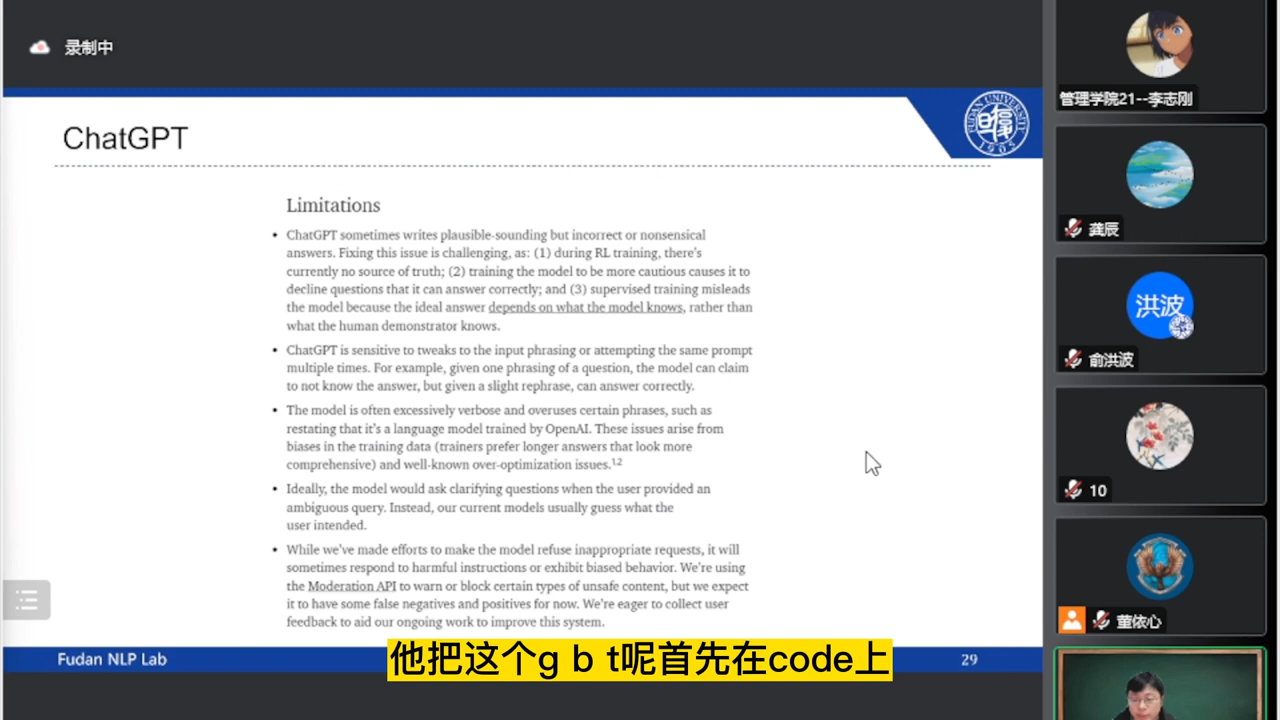 录制中
ChatGPT
FUDAN UNIVERSITY
1905
Limitations
• ChatGPT sometimes writes plausible-sounding but incorrect or nonsensical
answers. Fixing this issue is challenging, as: (1) during RL training, there's
currently no source of truth; (2) training the model to be more cautious causes it to
decline questions that it can answer correctly; and (3) supervised training misleads
the model because the ideal answer depends on what the model knows, rather than
what the human demonstrator knows.
• ChatGPT is sensitive to tweaks to the input phrasing or attempting the same prompt
multiple times. For example, given one phrasing of a question, the model can claim
to not know the answer, but given a slight rephrase, can answer correctly.
• The model is often excessively verbose and overuses certain phrases, such as
restating that it's a language model trained by OpenAI. These issues arise from
biases in the training data (trainers prefer longer answers that look more
comprehensive) and well-known over-optimization issues.1,2
• Ideally, the model would ask clarifying questions when the user provided an
ambiguous query. Instead, our current models usually guess what the
user intended.
• While we've made efforts to make the model refuse inappropriate requests, it will
sometimes respond to harmful instructions or exhibit biased behavior. We're using
the Moderation API to warn or block certain types of unsafe content, but we expect
it to have some false negatives and positives for now. We're eager to collect user
feedback to aid our ongoing work to improve this system.
Fudan NLP Lab
29
他把这个g b t呢首先在code上
管理学院21--李志刚
龚辰
洪波
俞洪波
10
董依心